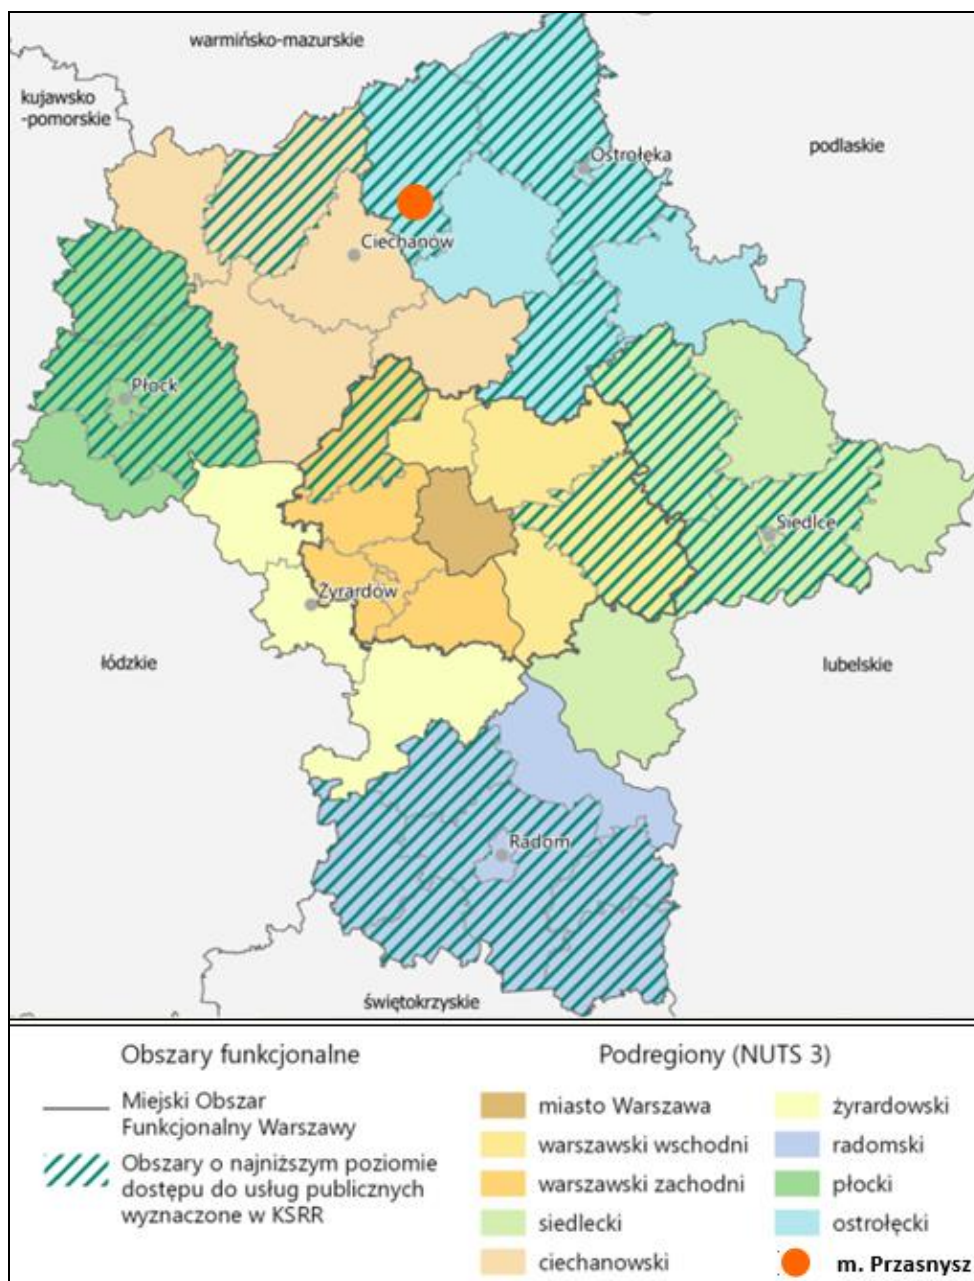 warmińsko-mazurskie
kujawsko
-pomorskie
podlaskie
Ostrołęka
Ciechanów
Płock
Siedlce
Żyrardów
łódzkie
lubelskie
Radom
świętokrzyskie
Obszary funkcjonalne
Miejski Obszar
Funkcjonalny Warszawy
Obszary o najniższym poziomie
dostępu do usług publicznych
wyznaczone w KSRR
Podregiony (NUTS 3)
miasto Warszawa
warszawski wschodni
warszawski zachodni
siedlecki
ciechanowski
żyrardowski
radomski
płocki
ostrołęcki
m. Przasnysz